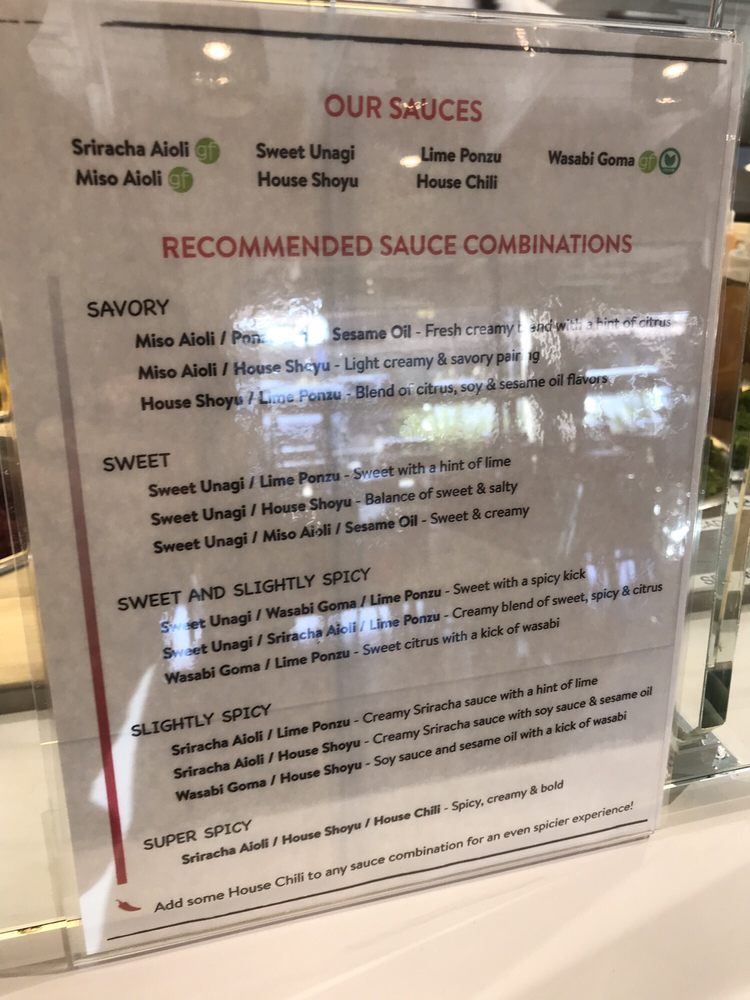 OUR SAUCES
Sriracha Aioli gf Sweet Unagi Lime Ponzu Wasabi Goma gf
Miso Aioli gf House Shoyu House Chili
RECOMMENDED SAUCE COMBINATIONS
SAVORY
Miso Aioli / Sesame Oil - Fresh creamy blend with a hint of citrus
Miso Aioli / House Shoyu - Light creamy & savory pairing
House Shoyu / Lime Ponzu - Blend of citrus, soy & sesame oil flavors
SWEET
Sweet Unagi / Lime Ponzu - Sweet with a hint of lime
Sweet Unagi / House Shoyu - Balance of sweet & salty
Sweet Unagi / Miso Aioli / Sesame Oil - Sweet & creamy
SWEET AND SLIGHTLY SPICY
Sweet Unagi / Wasabi Goma / Lime Ponzu - Sweet with a spicy kick
Sweet Unagi / Sriracha Aioli / Lime Ponzu - Creamy blend of sweet, spicy & citrus
Wasabi Goma / Lime Ponzu - Sweet citrus with a kick of wasabi
SLIGHTLY SPICY
Sriracha Aioli / Lime Ponzu - Creamy Sriracha sauce with a hint of lime
Sriracha Aioli / House Shoyu - Creamy Sriracha sauce with soy sauce & sesame oil
Wasabi Goma / House Shoyu - Soy sauce and sesame oil with a kick of wasabi
SUPER SPICY
Sriracha Aioli / House Shoyu / House Chili - Spicy, creamy & bold
Add some House Chili to any sauce combination for an even spicier experience!